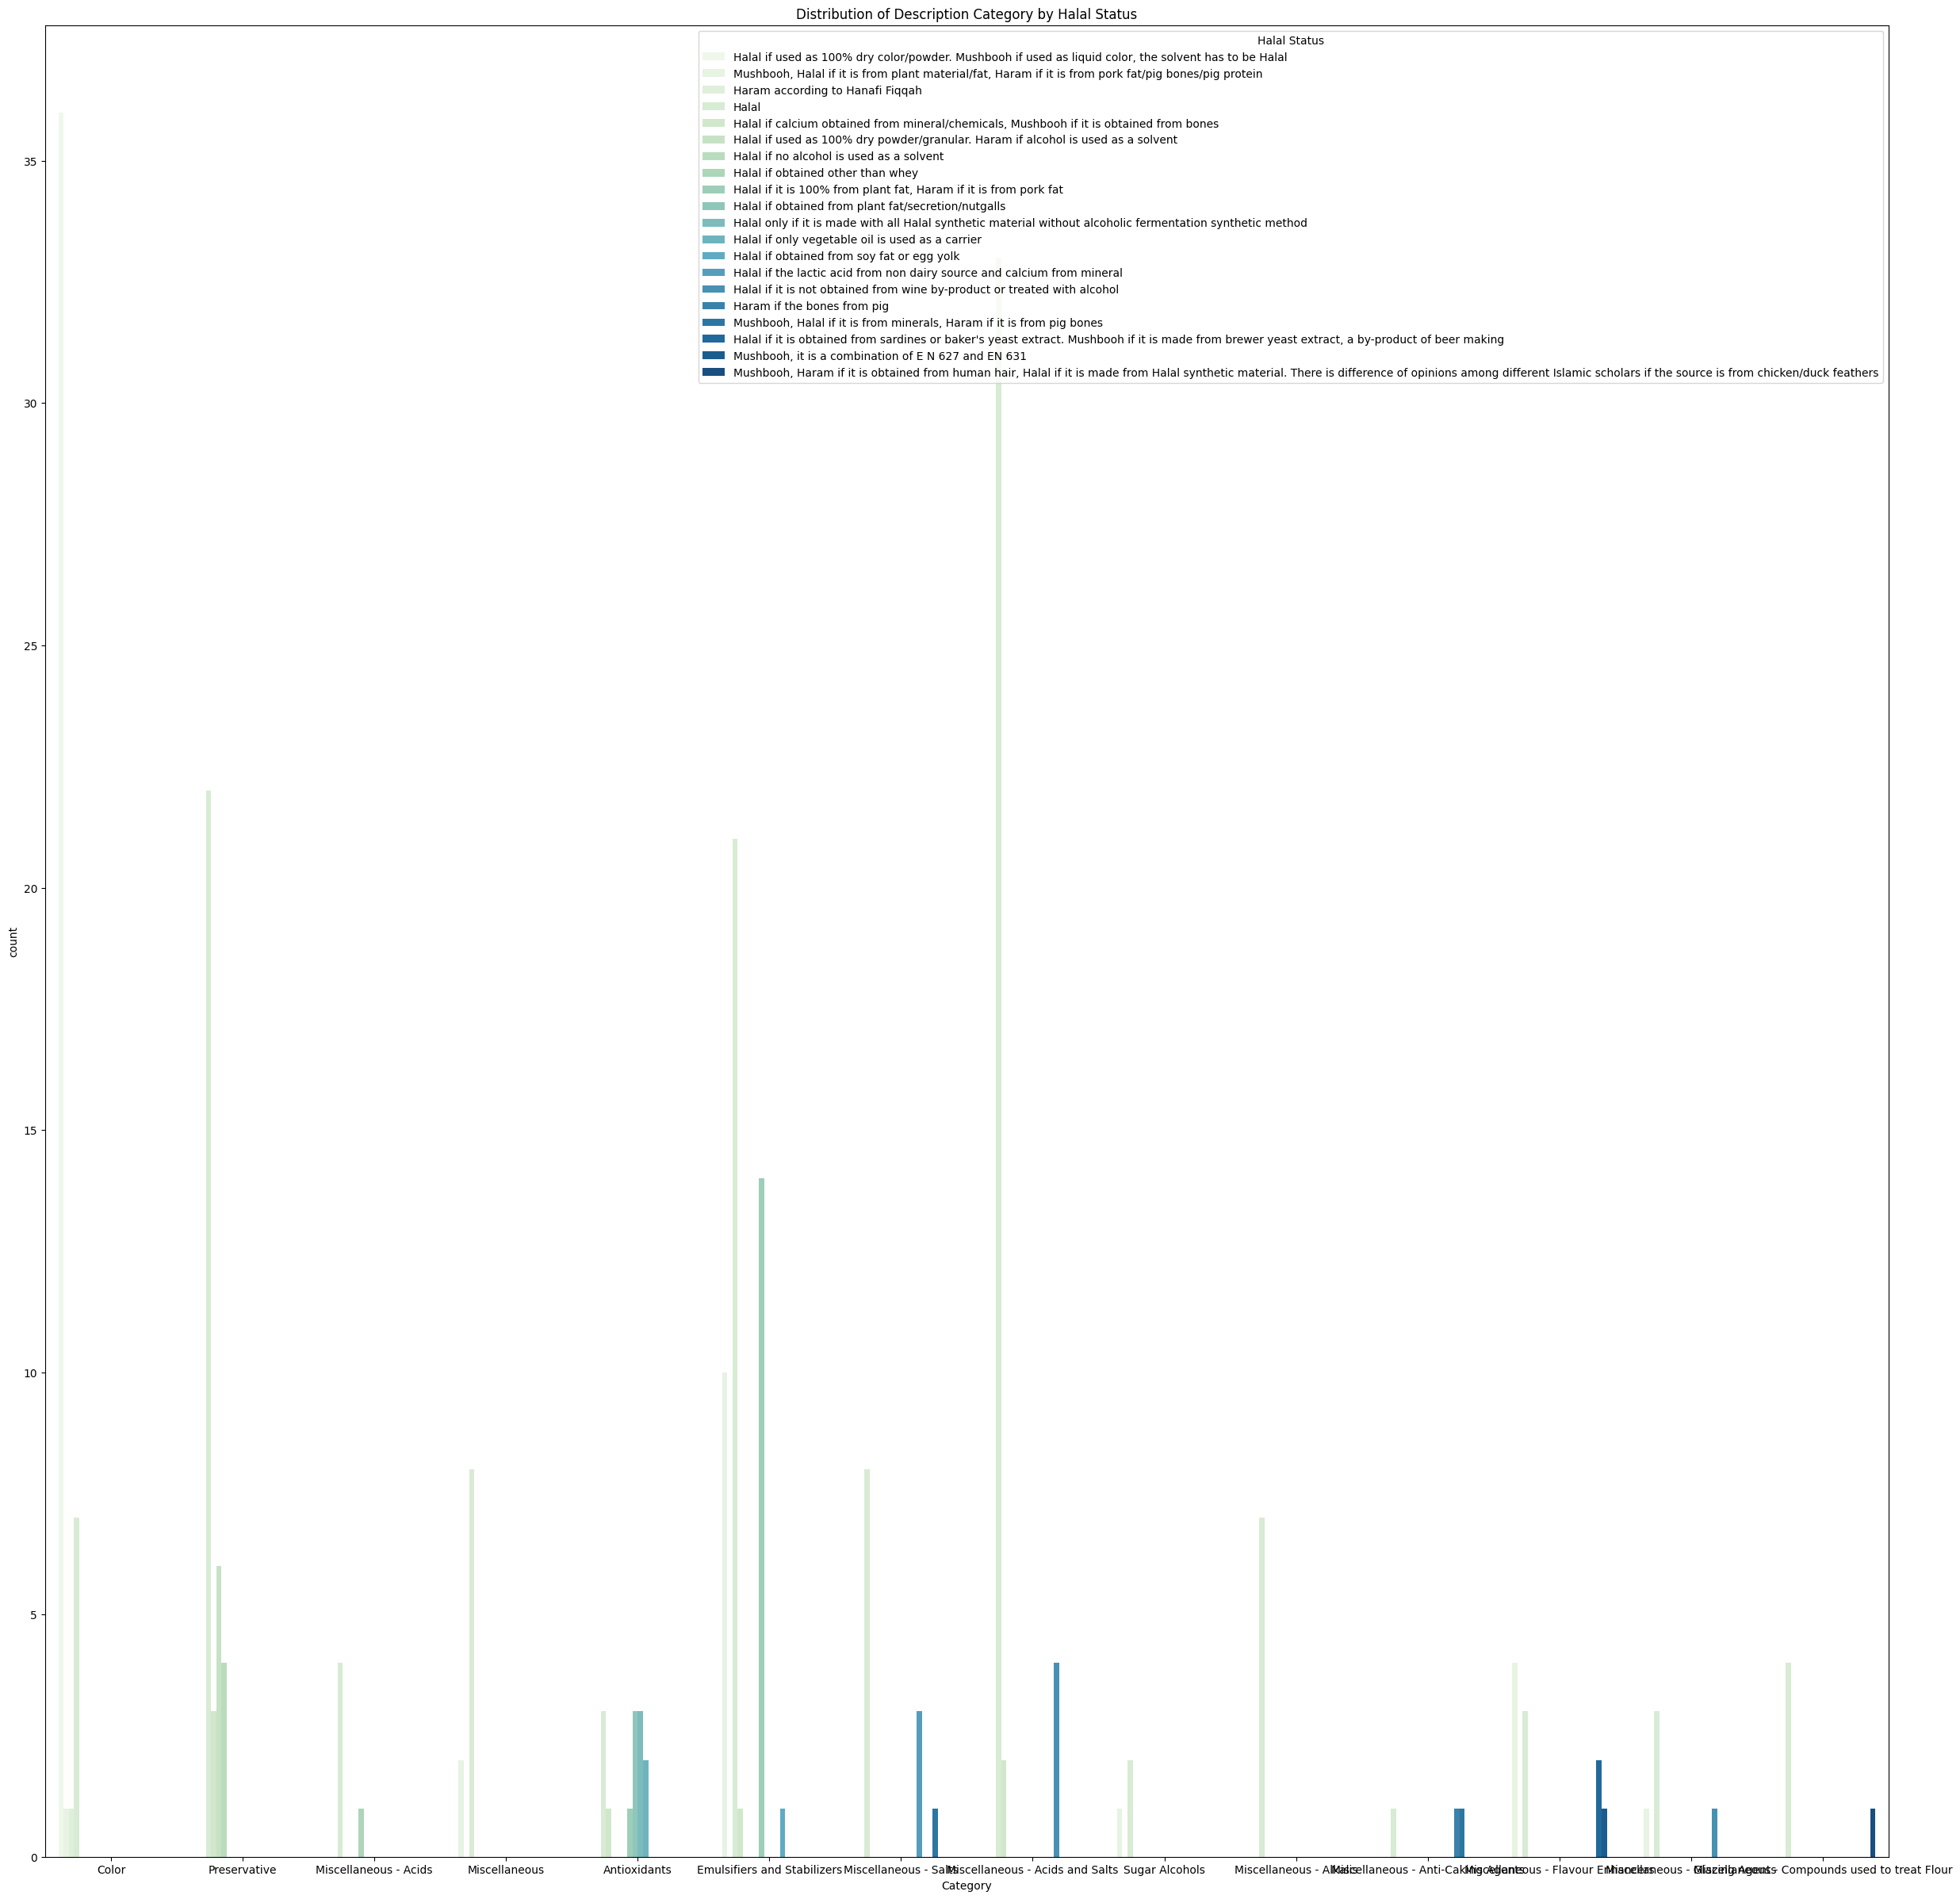 Distribution of Description Category by Halal Status
Halal Status
Halal if used as 100% dry color/powder. Mushbooh if used as liquid color, the solvent has to be Halal
Mushbooh, Halal if it is from plant material/fat, Haram if it is from pork fat/pig bones/pig protein
Haram according to Hanafi Fiqqah
Halal
Halal if calcium obtained from mineral/chemicals, Mushbooh if it is obtained from bones
Halal if used as 100% dry powder/granular. Haram if alcohol is used as a solvent
Halal if no alcohol is used as a solvent
Halal if obtained other than whey
Halal if it is 100% from plant fat, Haram if it is from pork fat
Halal if obtained from plant fat/secretion/nutgalls
Halal only if it is made with all Halal synthetic material without alcoholic fermentation synthetic method
Halal if only vegetable oil is used as a carrier
Halal if obtained from soy fat or egg yolk
Halal if the lactic acid from non dairy source and calcium from mineral
Halal if it is not obtained from wine by-product or treated with alcohol
Haram if the bones from pig
Mushbooh, Halal if it is from minerals, Haram if it is from pig bones
Halal if it is obtained from sardines or baker's yeast extract. Mushbooh if it is made from brewer yeast extract, a by-product of beer making
Mushbooh, it is a combination of E N 627 and EN 631
Mushbooh, Haram if it is obtained from human hair, Halal if it is made from Halal synthetic material. There is difference of opinions among different Islamic scholars if the source is from chicken/duck feathers
35
30
25
20
15
10
5
0
count
Color
Preservative
Miscellaneous - Acids
Miscellaneous
Antioxidants
Emulsifiers and Stabilizers
Miscellaneous - Salts
Miscellaneous - Acids and Salts
Sugar Alcohols
Miscellaneous - Alkalis
Miscellaneous - Anti-Caking Agents
Miscellaneous - Flavour Enhancers
Miscellaneous - Glazing Agents
Miscellaneous - Compounds used to treat Flour
Category